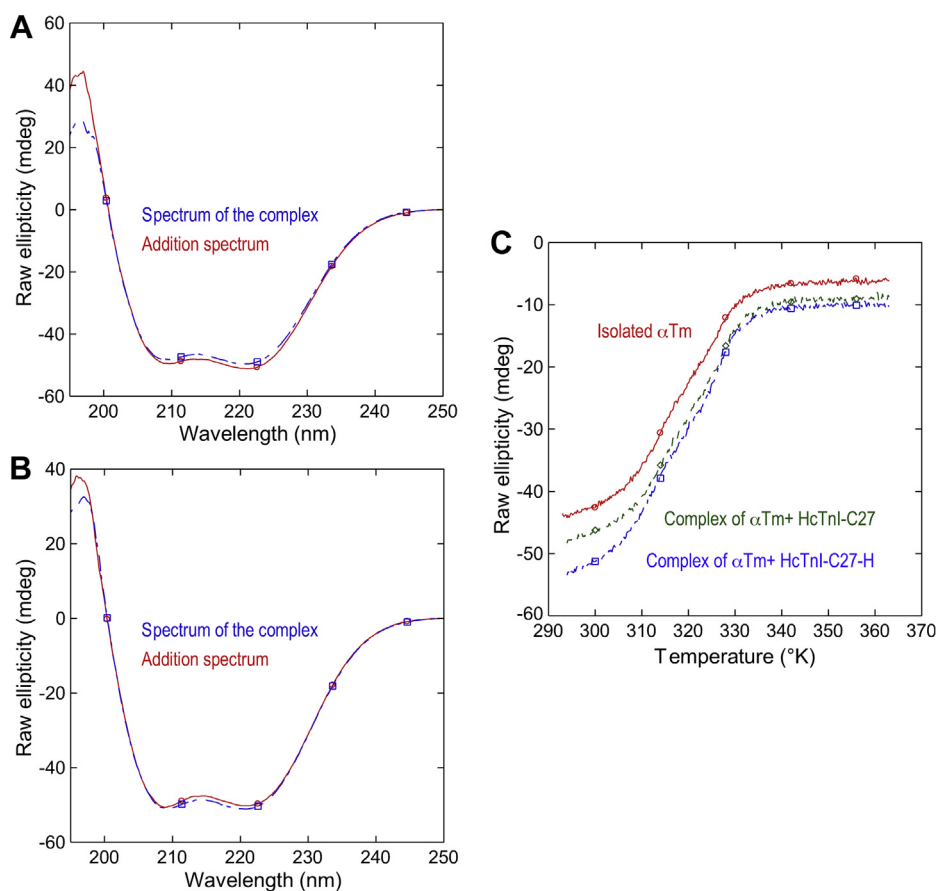 A
60
40
20
0
-20
-40
-60
Raw ellipticity (mdeg)
Spectrum of the complex
Addition spectrum
200 210 220 230 240 250
Wavelength (nm)
B
40
20
0
-20
-40
-60
Raw ellipticity (mdeg)
Spectrum of the complex
Addition spectrum
200 210 220 230 240 250
Wavelength (nm)
C
0
-10
-20
-30
-40
-50
-60
Raw ellipticity (mdeg)
Isolated αTm
Complex of αTm+ HcTnI-C27
Complex of αTm+ HcTnI-C27-H
290 300 310 320 330 340 350 360 370
Temperature (°K)